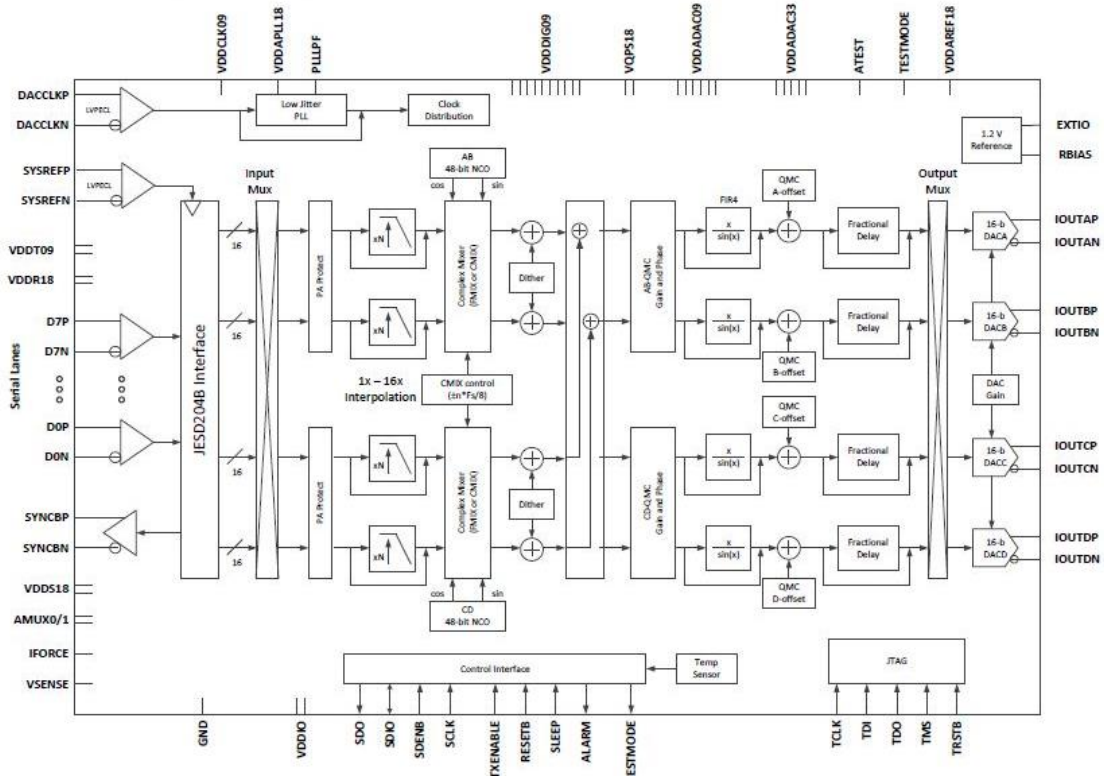 VDDCLK09
VDDAPLL18
PLLLPF
VDDDIG09
VQPS18
VDDADAC09
VDDADAC33
ATEST
TESTMODE
VDDAREF18
DACCLKP
DACCLKN
LVPECL
Low Jitter
PLL
Clock
Distribution
1.2 V
Reference
EXTIO
RBIAS
SYSREFP
SYSREFN
LVPECL
Input
Mux
AB
48-bit NCO
cos
sin
QMC
A-offset
Output
Mux
VDDT09
VDDR18
D7P
D7N
Serial Lanes
D0P
D0N
SYNCBP
SYNCBN
VDDS18
AMUX0/1
IFORCE
VSENSE
JESD204B Interface
16
16
16
16
PA Protect
PA Protect
xN
xN
xN
xN
1x – 16x
Interpolation
Complex Mixer
(FMIX or CMIX)
CMIX control
(±n*Fs/8)
Complex Mixer
(FMIX or CMIX)
cos
sin
CD
48-bit NCO
Dither
Dither
AB-QMC
Gain and Phase
CD-QMC
Gain and Phase
FIR4
x
sin(x)
x
sin(x)
x
sin(x)
x
sin(x)
QMC
B-offset
QMC
C-offset
QMC
D-offset
Fractional
Delay
Fractional
Delay
Fractional
Delay
Fractional
Delay
16-b
DACA
16-b
DACB
DAC
Gain
16-b
DACC
16-b
DACD
IOUTAP
IOUTAN
IOUTBP
IOUTBN
IOUTCP
IOUTCN
IOUTDP
IOUTDN
Control Interface
Temp
Sensor
JTAG
GND
VDDIO
SDO
SDIO
SDENB
SCLK
TXENABLE
RESETB
SLEEP
ALARM
ESTMODE
TCLK
TDI
TDO
TMS
TRSTB